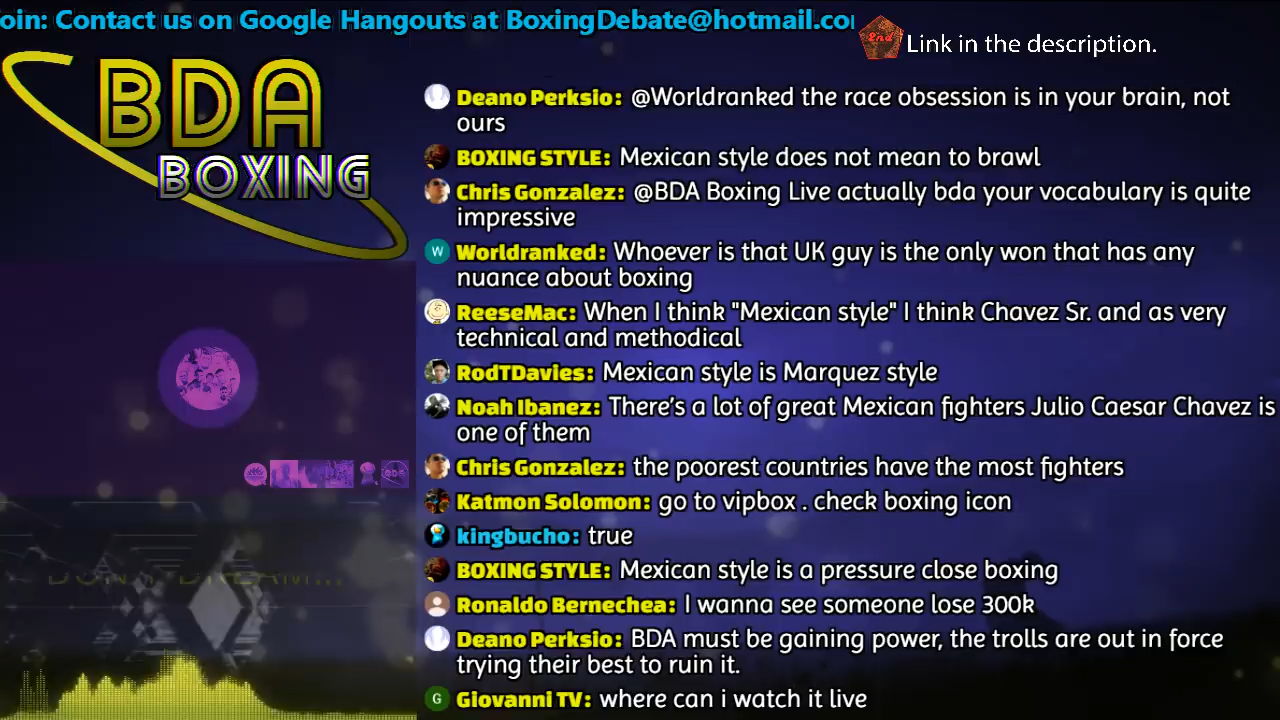 oin: Contact us on Google Hangouts at BoxingDebate@hotmail.co
2nd
Link in the description.
BDA
BOXING
Deano Perksio: @Worldranked the race obsession is in your brain, not
ours
BOXING STYLE: Mexican style does not mean to brawl
Chris Gonzalez: @BDA Boxing Live actually bda your vocabulary is quite
impressive
W
Worldranked: Whoever is that UK guy is the only won that has any
nuance about boxing
ReeseMac: When I think "Mexican style" I think Chavez Sr. and as very
technical and methodical
RodTDavies: Mexican style is Marquez style
Noah Ibanez: There's a lot of great Mexican fighters Julio Caesar Chavez is
one of them
Chris Gonzalez: the poorest countries have the most fighters
Katmon Solomon: go to vipbox . check boxing icon
kingbucho: true
BOXING STYLE: Mexican style is a pressure close boxing
Ronaldo Bernechea: I wanna see someone lose 300k
Deano Perksio: BDA must be gaining power, the trolls are out in force
trying their best to ruin it.
G
Giovanni TV: where can i watch it live